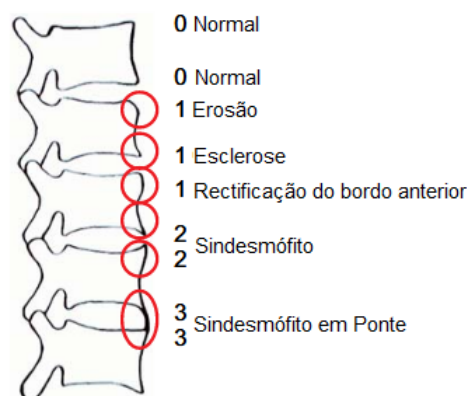 0 Normal
0 Normal
1 Erosão
1 Esclerose
1 Rectificação do bordo anterior
2
2 Sindesmófito
3
3 Sindesmófito em Ponte